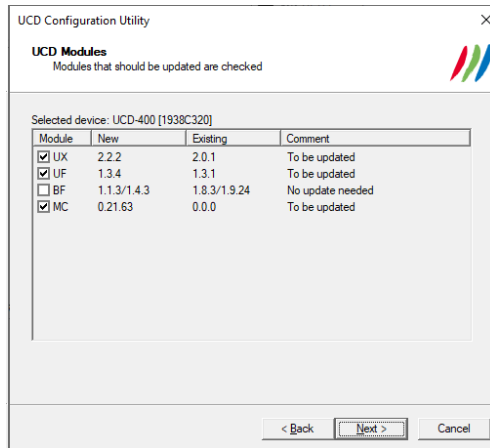 UCD Configuration Utility
UCD Modules
Modules that should be updated are checked
Selected device: UCD-400 [1938C320]
Module New Existing Comment
UX 2.2.2 2.0.1 To be updated
UF 1.3.4 1.3.1 To be updated
BF 1.1.3/1.4.3 1.8.3/1.9.24 No update needed
MC 0.21.63 0.0.0 To be updated
< Back Next > Cancel